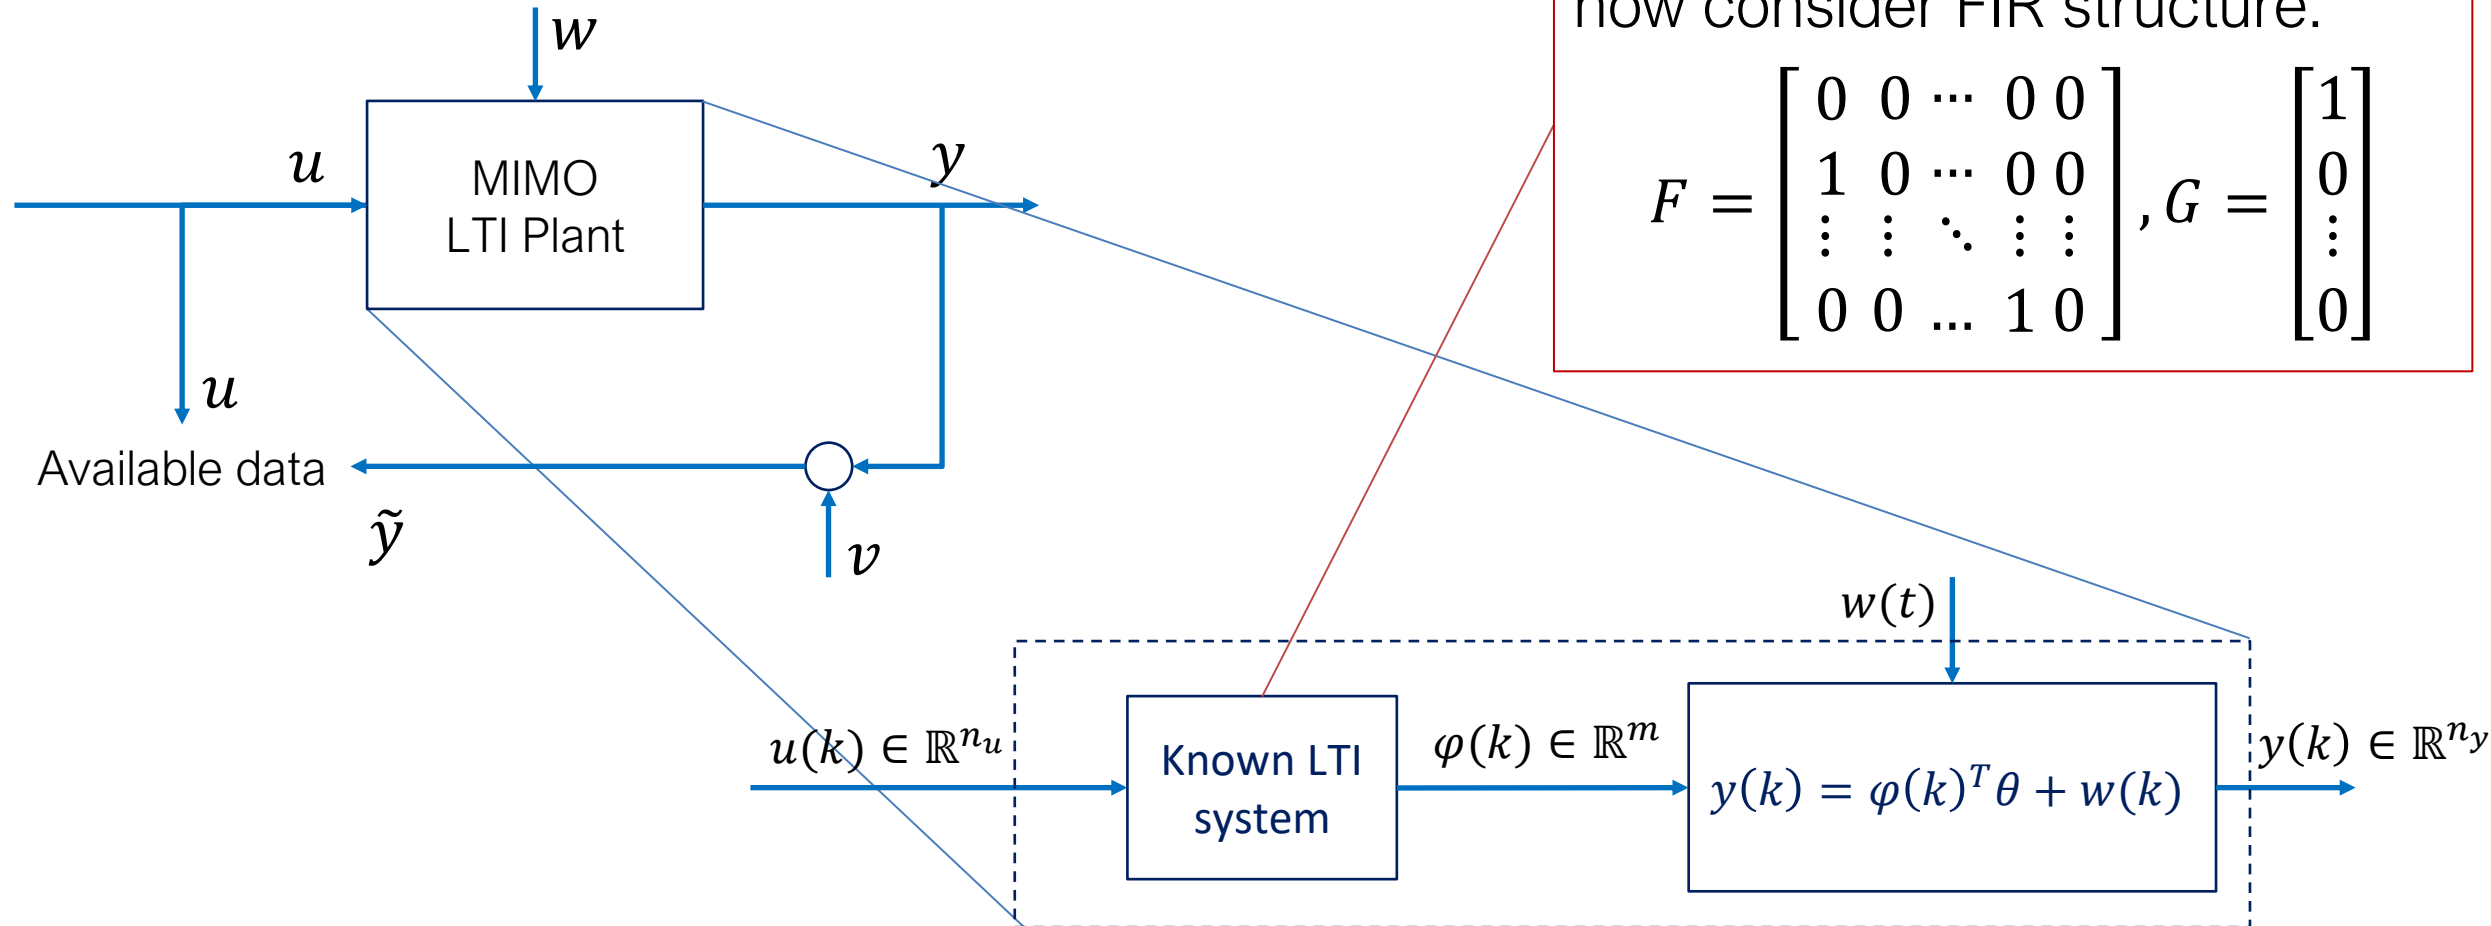 now consider FIR structure.
w
F = [ 0 0 ⋯ 0 0
1 0 ⋯ 0 0
⋮ ⋮ ⋱ ⋮ ⋮
0 0 … 1 0 ] , G = [ 1
0
⋮
0 ]
u
MIMO
LTI Plant
y
u
Available data
ỹ
v
w(t)
u(k) ∈ ℝ^{n_u}
Known LTI
system
φ(k) ∈ ℝ^m
y(k) = φ(k)^T θ + w(k)
y(k) ∈ ℝ^{n_y}